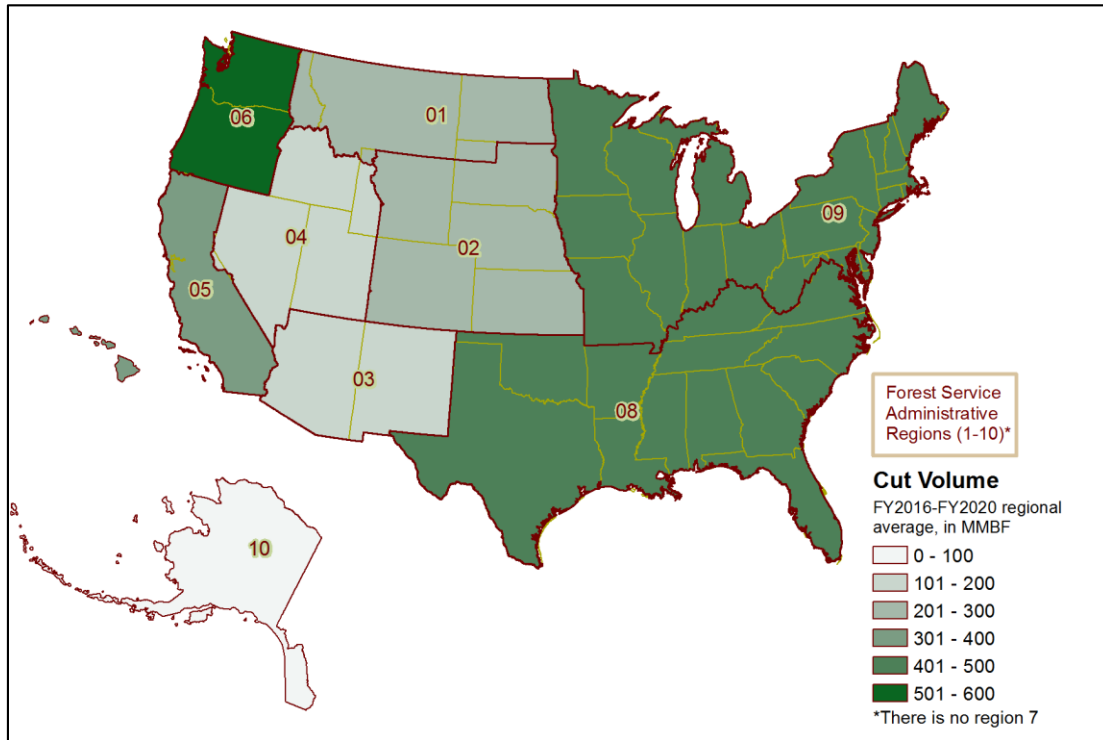 01
06
09
04
02
05
03
08
10
Forest Service
Administrative
Regions (1-10)*
Cut Volume
FY2016-FY2020 regional
average, in MMBF
0 - 100
101 - 200
201 - 300
301 - 400
401 - 500
501 - 600
*There is no region 7